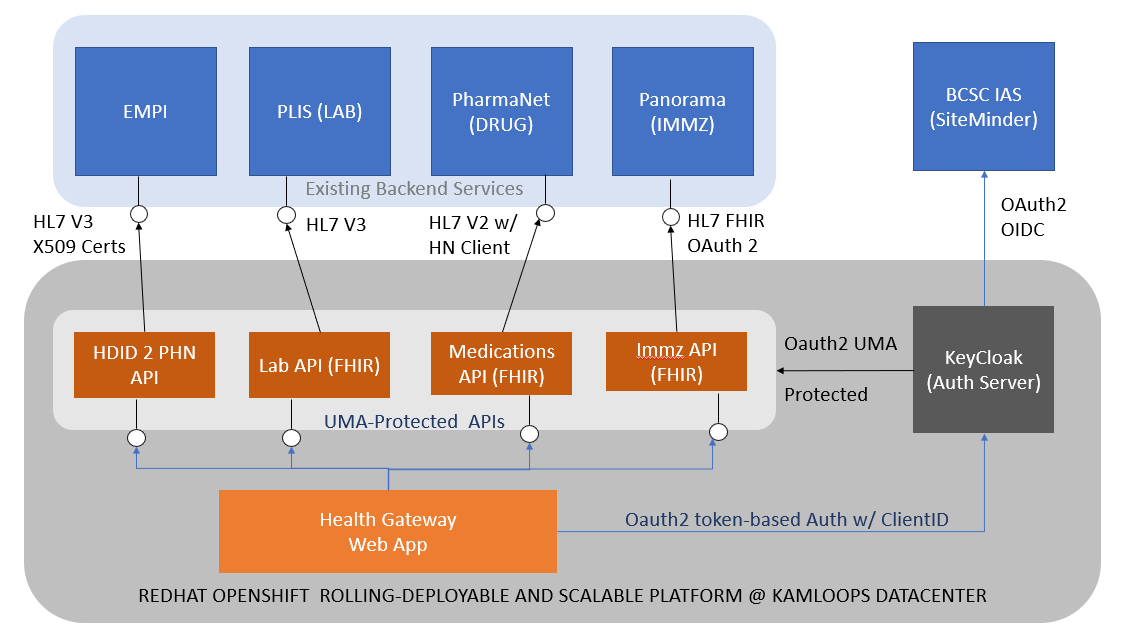 EMPI
PLIS (LAB)
PharmaNet
(DRUG)
Panorama
(IMMZ)
BCSC IAS
(SiteMinder)
Existing Backend Services
HL7 V3
X509 Certs
HL7 V3
HL7 V2 w/
HN Client
HL7 FHIR
OAuth 2
OAuth2
OIDC
HDID 2 PHN
API
Lab API (FHIR)
Medications
API (FHIR)
Immz API
(FHIR)
Oauth2 UMA
Protected
KeyCloak
(Auth Server)
UMA-Protected  APIs
Health Gateway
Web App
Oauth2 token-based Auth w/ ClientID
REDHAT OPENSHIFT  ROLLING-DEPLOYABLE AND SCALABLE PLATFORM @ KAMLOOPS DATACENTER